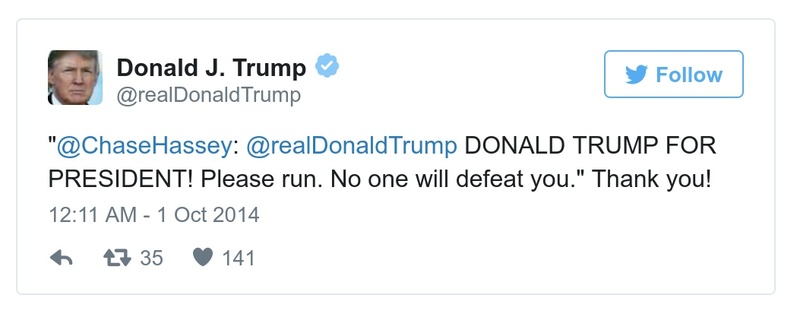 Donald J. Trump
@realDonaldTrump
Follow
"@ChaseHassey: @realDonaldTrump DONALD TRUMP FOR
PRESIDENT! Please run. No one will defeat you." Thank you!
12:11 AM - 1 Oct 2014
35 141